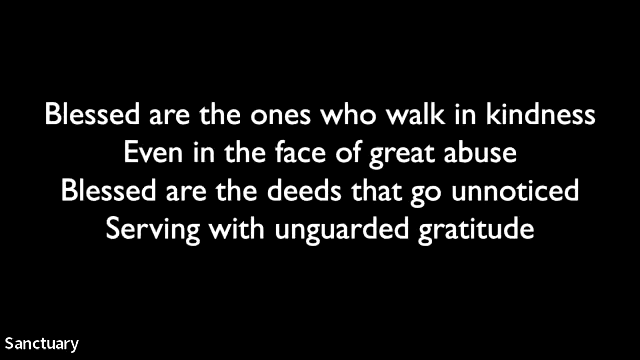 Blessed are the ones who walk in kindness
Even in the face of great abuse
Blessed are the deeds that go unnoticed
Serving with unguarded gratitude
Sanctuary